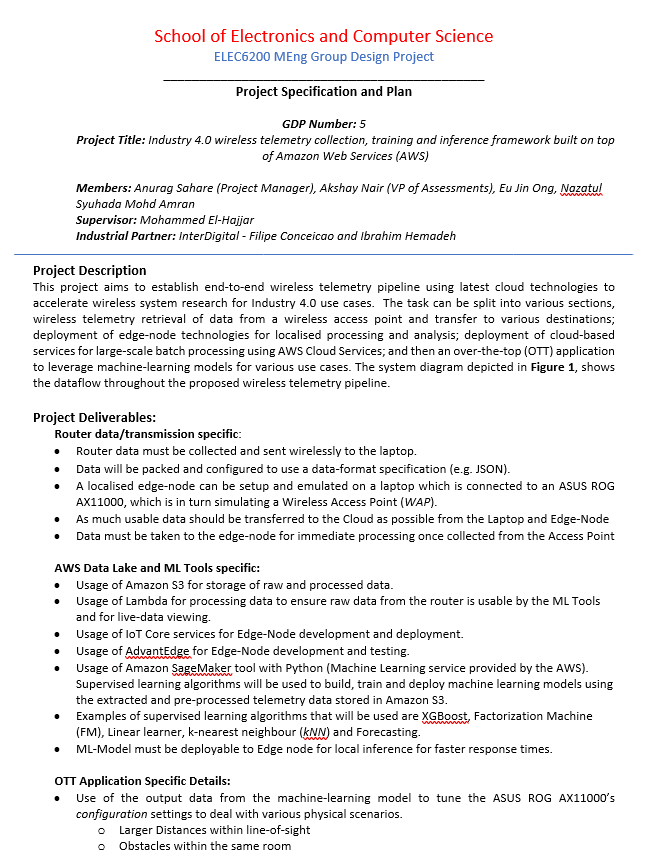 School of Electronics and Computer Science
ELEC6200 MEng Group Design Project
Project Specification and Plan
GDP Number: 5
Project Title: Industry 4.0 wireless telemetry collection, training and inference framework built on top
of Amazon Web Services (AWS)
Members: Anurag Sahare (Project Manager), Akshay Nair (VP of Assessments), Eu Jin Ong, Nazatul
Syuhada Mohd Amran
Supervisor: Mohammed El-Hajjar
Industrial Partner: InterDigital - Filipe Conceicao and Ibrahim Hemadeh
Project Description
This project aims to establish end-to-end wireless telemetry pipeline using latest cloud technologies to
accelerate wireless system research for Industry 4.0 use cases. The task can be split into various sections,
wireless telemetry retrieval of data from a wireless access point and transfer to various destinations;
deployment of edge-node technologies for localised processing and analysis; deployment of cloud-based
services for large-scale batch processing using AWS Cloud Services; and then an over-the-top (OTT) application
to leverage machine-learning models for various use cases. The system diagram depicted in Figure 1, shows
the dataflow throughout the proposed wireless telemetry pipeline.
Project Deliverables:
Router data/transmission specific:
• Router data must be collected and sent wirelessly to the laptop.
• Data will be packed and configured to use a data-format specification (e.g. JSON).
• A localised edge-node can be setup and emulated on a laptop which is connected to an ASUS ROG
AX11000, which is in turn simulating a Wireless Access Point (WAP).
• As much usable data should be transferred to the Cloud as possible from the Laptop and Edge-Node
• Data must be taken to the edge-node for immediate processing once collected from the Access Point
AWS Data Lake and ML Tools specific:
• Usage of Amazon S3 for storage of raw and processed data.
• Usage of Lambda for processing data to ensure raw data from the router is usable by the ML Tools
and for live-data viewing.
• Usage of IoT Core services for Edge-Node development and deployment.
• Usage of AdvantEdge for Edge-Node development and testing.
• Usage of Amazon SageMaker tool with Python (Machine Learning service provided by the AWS).
Supervised learning algorithms will be used to build, train and deploy machine learning models using
the extracted and pre-processed telemetry data stored in Amazon S3.
• Examples of supervised learning algorithms that will be used are XGBoost, Factorization Machine
(FM), Linear learner, k-nearest neighbour (kNN) and Forecasting.
• ML-Model must be deployable to Edge node for local inference for faster response times.
OTT Application Specific Details:
• Use of the output data from the machine-learning model to tune the ASUS ROG AX11000's
configuration settings to deal with various physical scenarios.
o Larger Distances within line-of-sight
o Obstacles within the same room